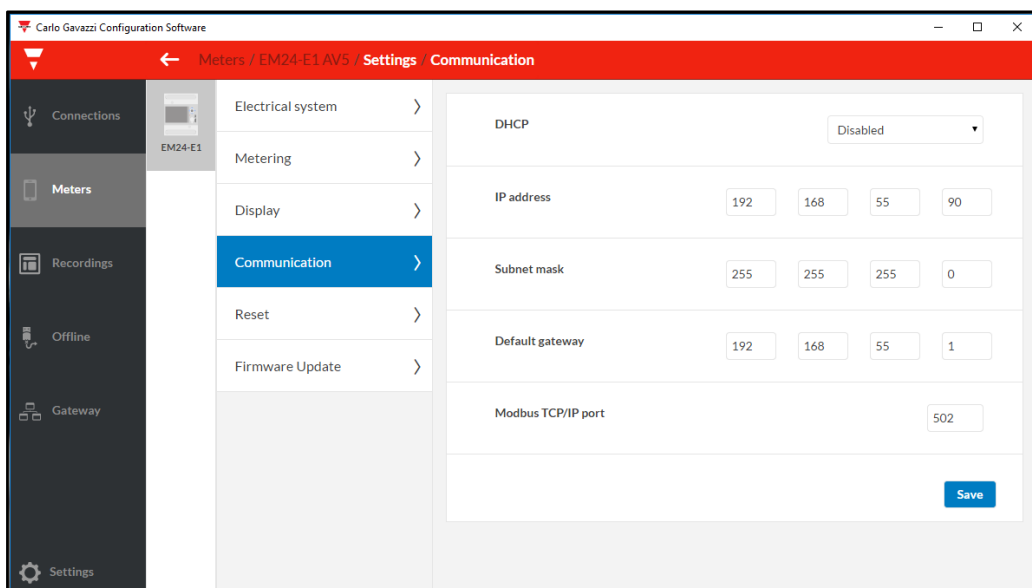 Carlo Gavazzi Configuration Software
Meters / EM24-E1 AV5 / Settings / Communication
Connections
Meters
Recordings
Offline
Gateway
Settings
EM24-E1
Electrical system
Metering
Display
Communication
Reset
Firmware Update
DHCP Disabled
IP address 192 168 55 90
Subnet mask 255 255 255 0
Default gateway 192 168 55 1
Modbus TCP/IP port 502
Save